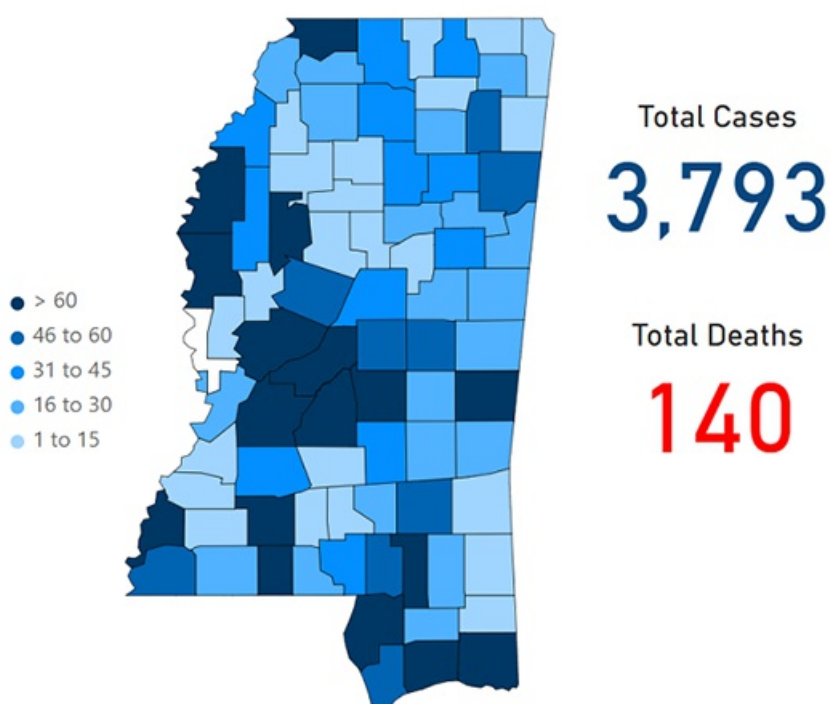 Total Cases
3,793
> 60
46 to 60
31 to 45
16 to 30
1 to 15
Total Deaths
140